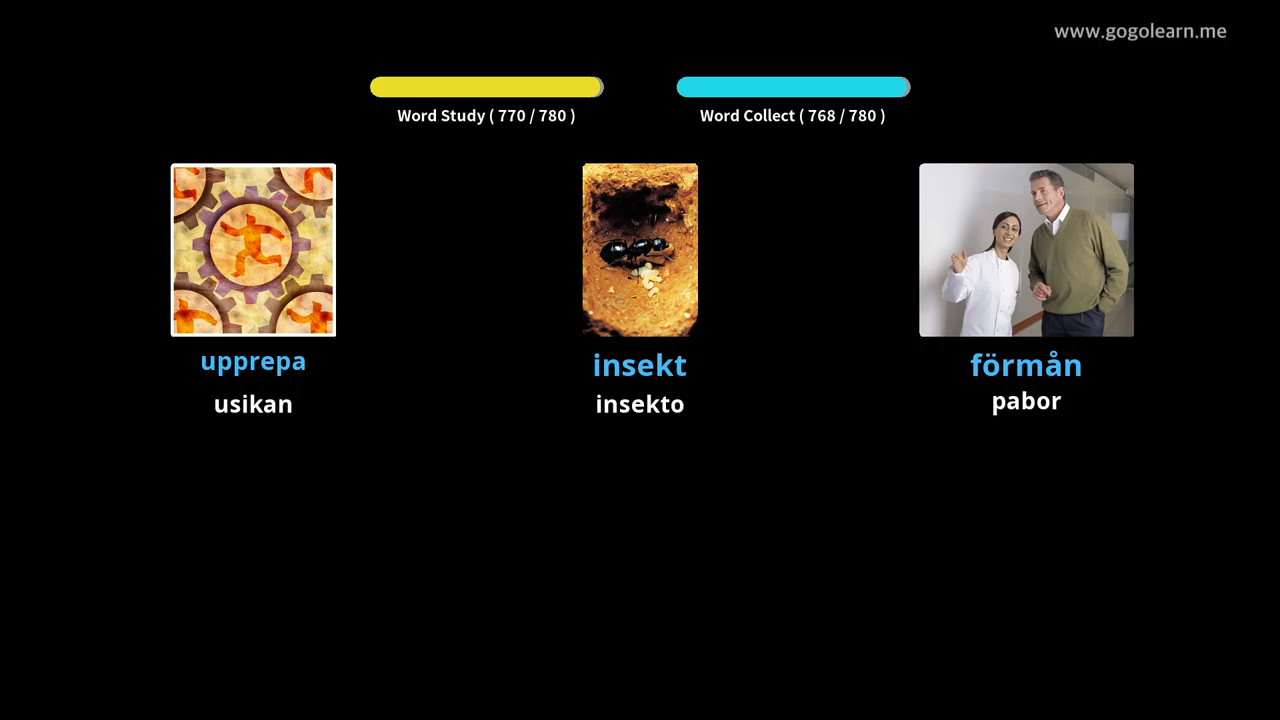 www.gogolearn.me
Word Study ( 770 / 780 )
Word Collect ( 768 / 780 )
upprepa
usikan
insekt
insekto
förmån
pabor